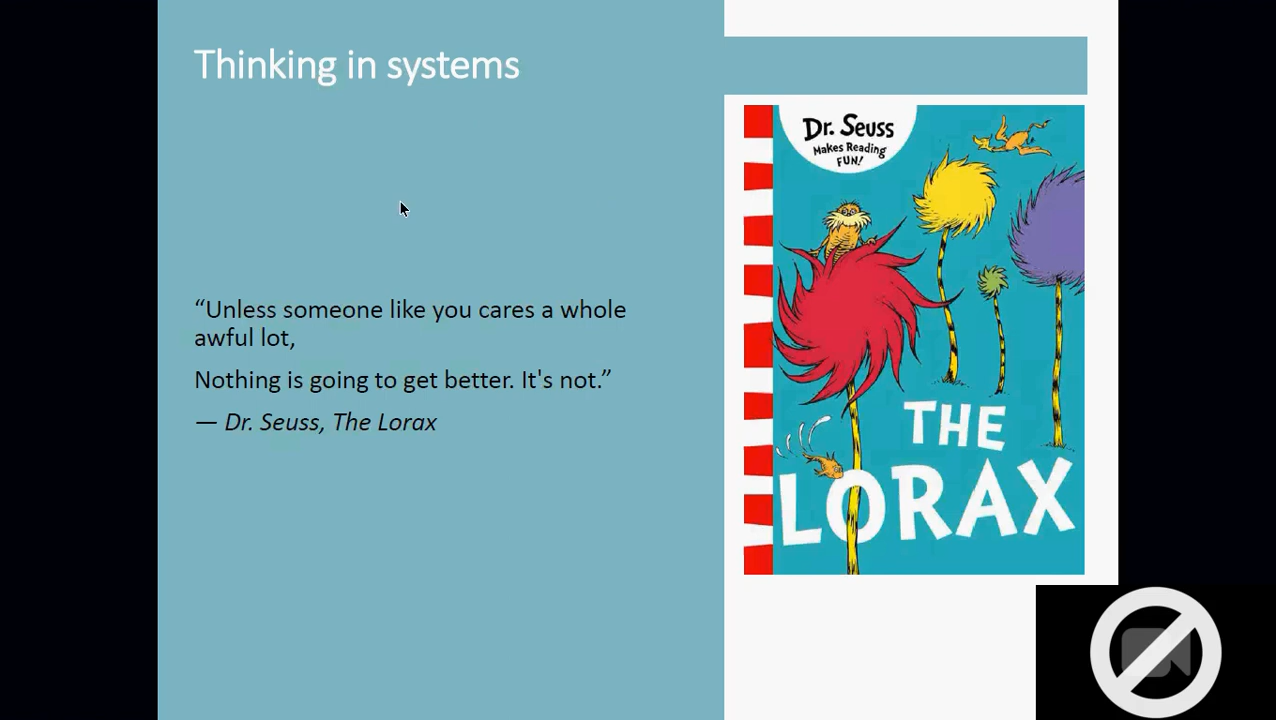 Thinking in systems
“Unless someone like you cares a whole
awful lot,
Nothing is going to get better. It's not.”
— Dr. Seuss, The Lorax
Dr. Seuss
Makes Reading
FUN!
THE
LORAX